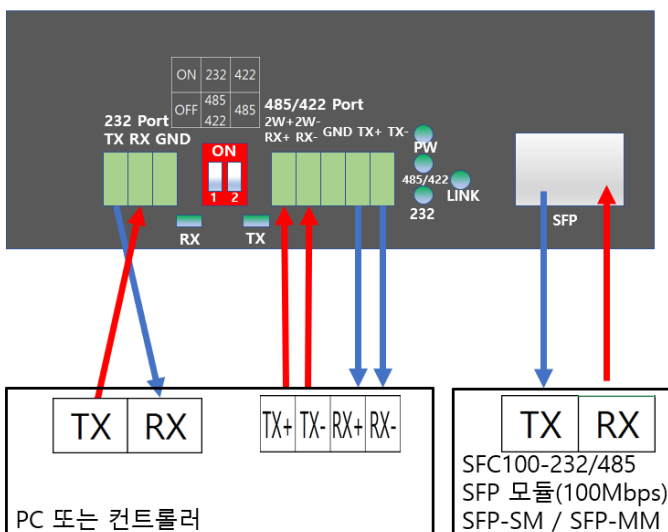 ON 232 422
OFF 485 422 485
232 Port
TX RX GND
485/422 Port
2W+ 2W-
RX+ RX- GND TX+ TX-
ON
1 2
RX
TX
PW
485/422
232
LINK
SFP
TX RX
TX+ TX- RX+ RX-
PC 또는 컨트롤러
TX RX
SFC100-232/485
SFP 모듈(100Mbps)
SFP-SM / SFP-MM